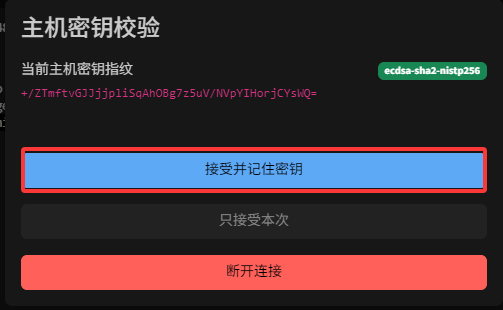 主机密钥校验
当前主机密钥指纹
ecdsa-sha2-nistp256
+/ZTmftvGJJjjpliSqAhOBg7z5uV/NVpYIHorjCYsWQ=
接受并记住密钥
只接受本次
断开连接